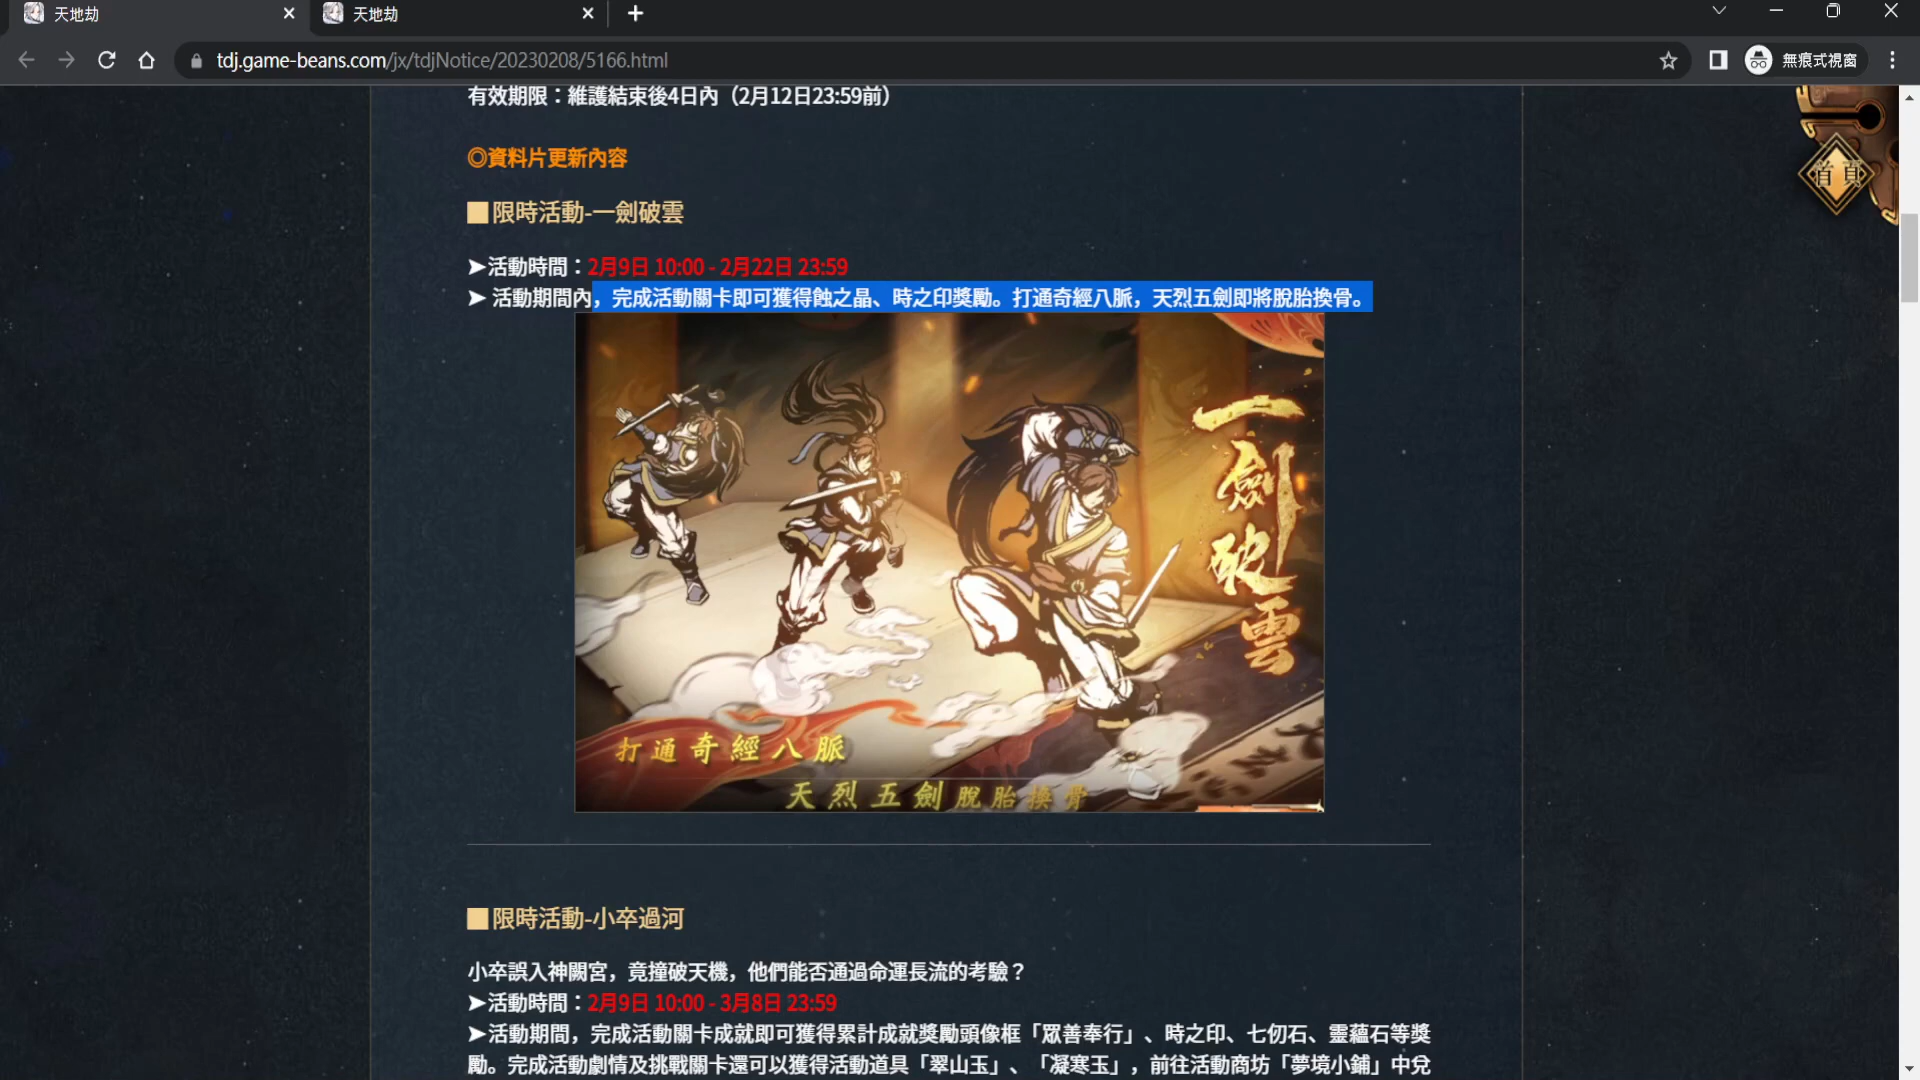 天地劫
天地劫
tdj.game-beans.com/jx/tdjNotice/20230208/5166.html
無痕式視窗
有效期限：維護結束後4日內（2月12日23:59前）
首頁
◎資料片更新內容
限時活動-一劍破雲
➤活動時間：2月9日 10:00 - 2月22日 23:59
➤ 活動期間內，完成活動關卡即可獲得蝕之晶、時之印獎勵。打通奇經八脈，天烈五劍即將脫胎換骨。
一劍破雲
打通奇經八脈
天烈五劍脫胎換骨
限時活動-小卒過河
小卒誤入神闕宮，竟撞破天機，他們能否通過命運長流的考驗？
➤活動時間：2月9日 10:00 - 3月8日 23:59
➤活動期間，完成活動關卡成就即可獲得累計成就獎勵頭像框「眾善奉行」、時之印、七仞石、靈蘊石等獎
勵。完成活動劇情及挑戰關卡還可以獲得活動道具「翠山玉」、「凝寒玉」，前往活動商坊「夢境小鋪」中兌